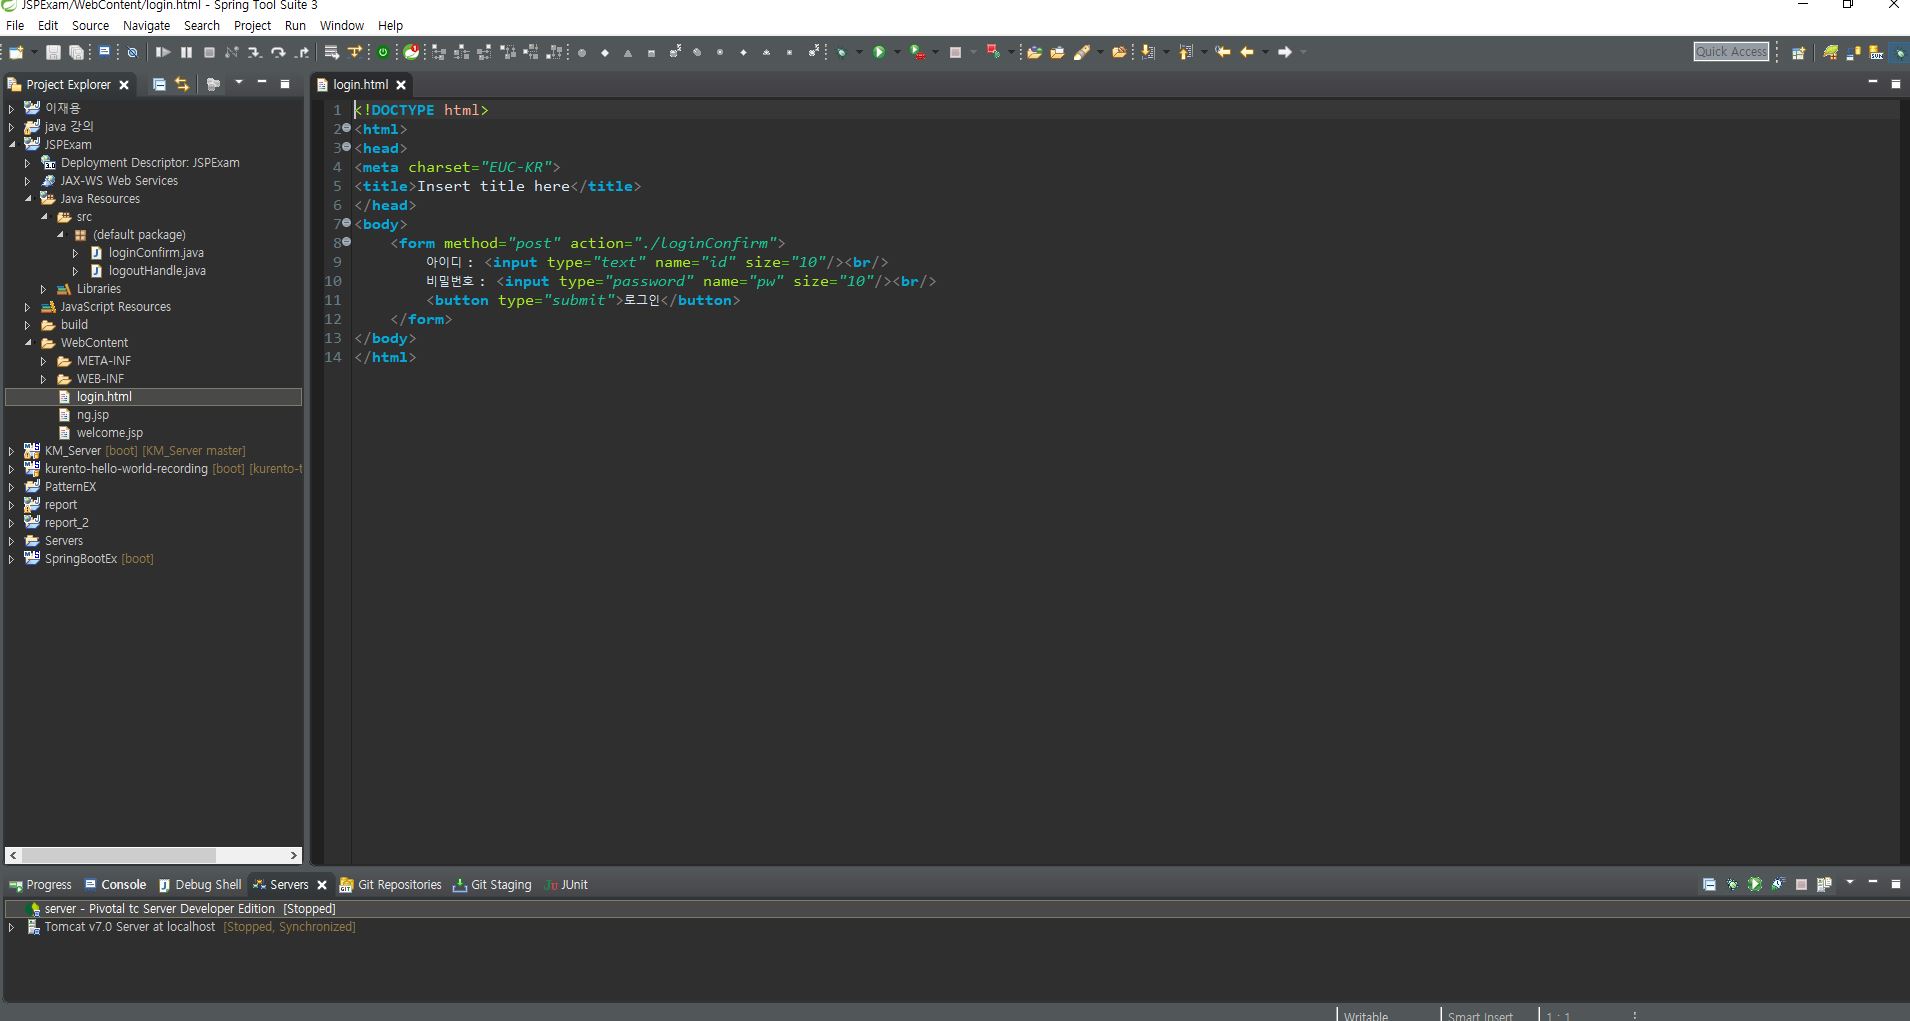 JSPExam/WebContent/login.html - Spring Tool Suite 3
File Edit Source Navigate Search Project Run Window Help
Quick Access
Project Explorer
이재용
java 강의
JSPExam
Deployment Descriptor: JSPExam
JAX-WS Web Services
Java Resources
src
(default package)
loginConfirm.java
logoutHandle.java
Libraries
JavaScript Resources
build
WebContent
META-INF
WEB-INF
login.html
ng.jsp
welcome.jsp
KM_Server [boot] [KM_Server master]
kurento-hello-world-recording [boot] [kurento-t
PatternEX
report
report_2
Servers
SpringBootEx [boot]
login.html
1 <!DOCTYPE html>
2 <html>
3 <head>
4 <meta charset="EUC-KR">
5 <title>Insert title here</title>
6 </head>
7 <body>
8 <form method="post" action="./loginConfirm">
9 아이디 : <input type="text" name="id" size="10"/><br/>
10 비밀번호 : <input type="password" name="pw" size="10"/><br/>
11 <button type="submit">로그인</button>
12 </form>
13 </body>
14 </html>
Progress Console Debug Shell Servers Git Repositories Git Staging JUnit
server - Pivotal tc Server Developer Edition [Stopped]
Tomcat v7.0 Server at localhost [Stopped, Synchronized]
Writable Smart Insert 1 : 1